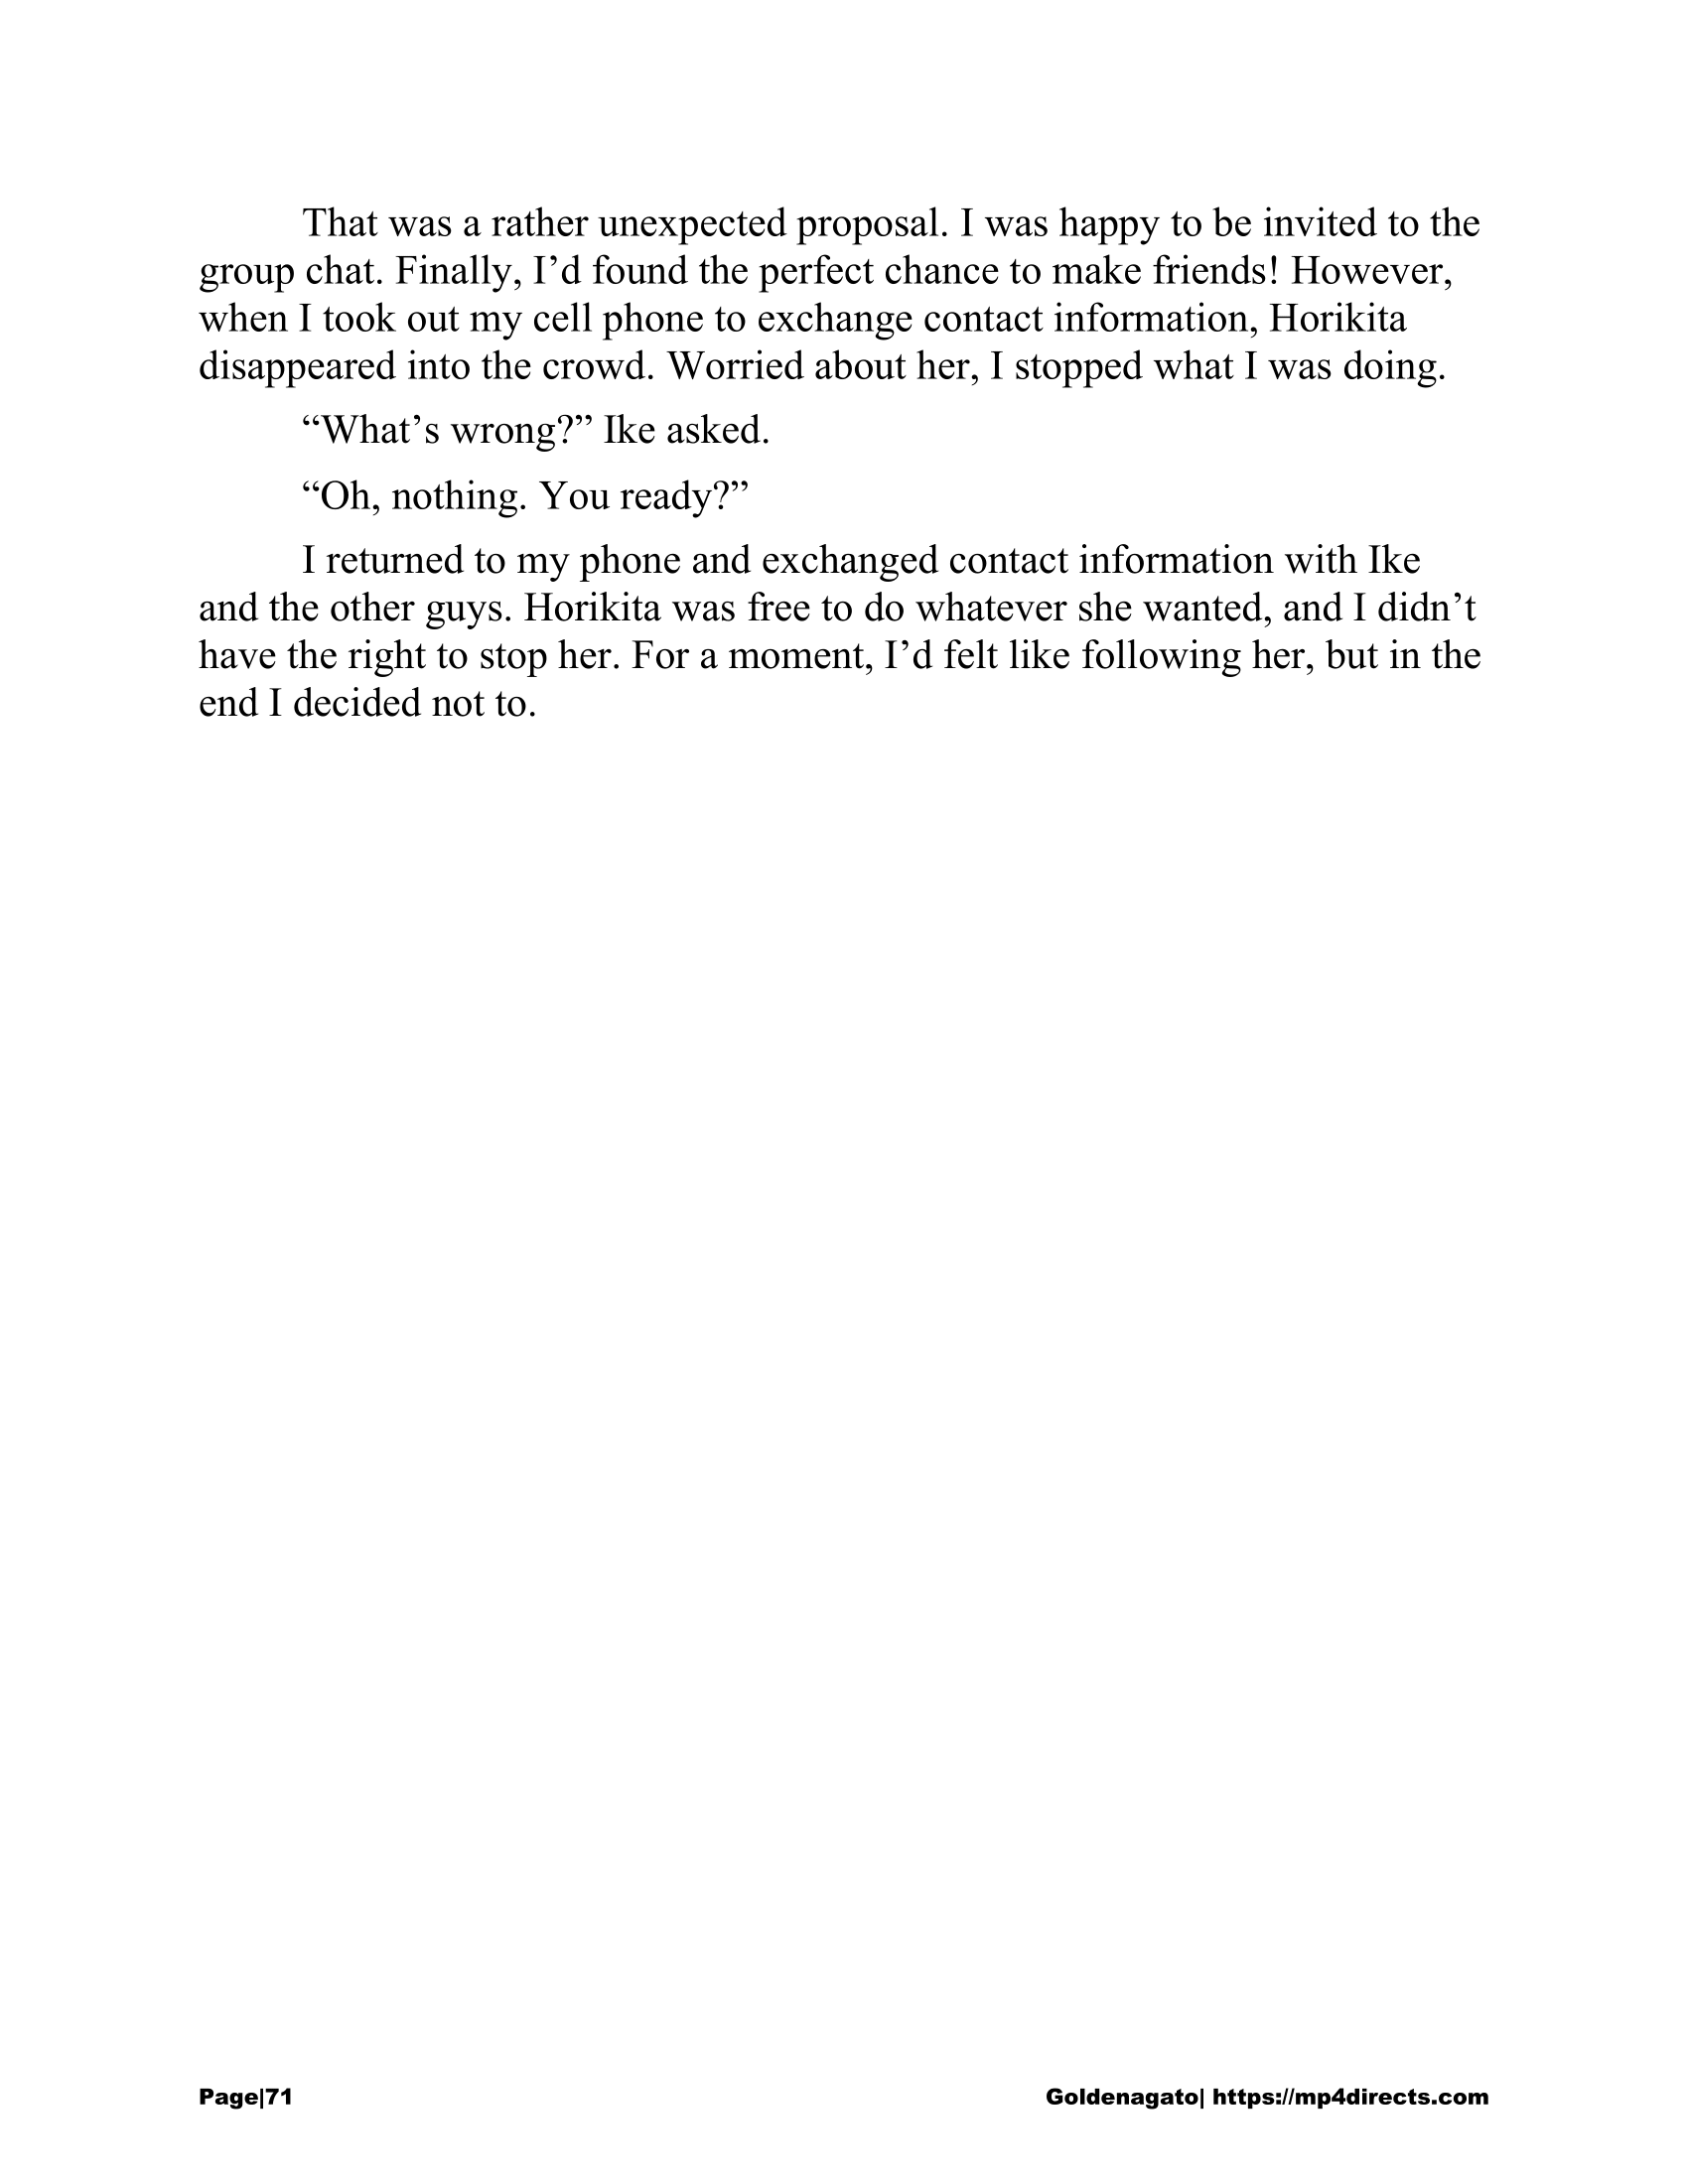 That was a rather unexpected proposal. I was happy to be invited to the
group chat. Finally, I’d found the perfect chance to make friends! However,
when I took out my cell phone to exchange contact information, Horikita
disappeared into the crowd. Worried about her, I stopped what I was doing.
“What’s wrong?” Ike asked.
“Oh, nothing. You ready?”
I returned to my phone and exchanged contact information with Ike
and the other guys. Horikita was free to do whatever she wanted, and I didn’t
have the right to stop her. For a moment, I’d felt like following her, but in the
end I decided not to.
Page|71 Goldenagato| https://mp4directs.com